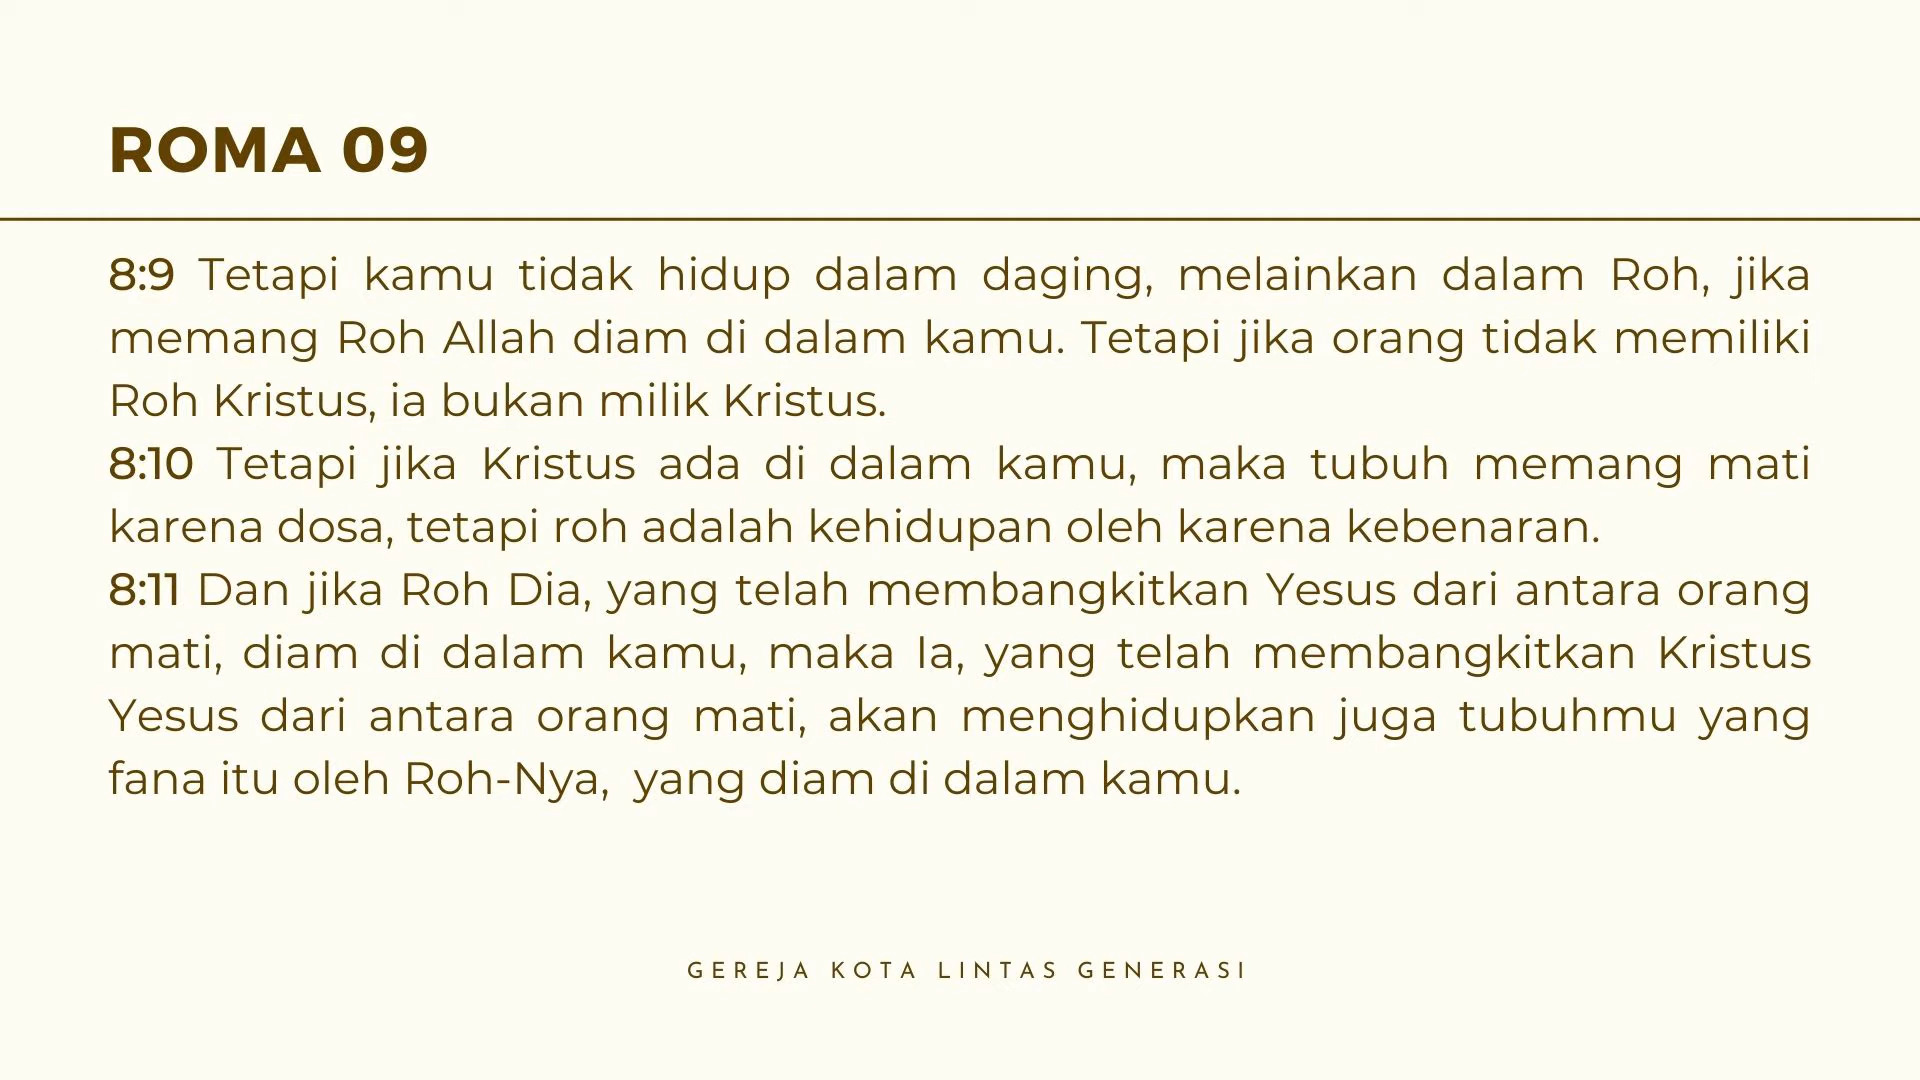 ROMA 09
8:9 Tetapi kamu tidak hidup dalam daging, melainkan dalam Roh, jika
memang Roh Allah diam di dalam kamu. Tetapi jika orang tidak memiliki
Roh Kristus, ia bukan milik Kristus.
8:10 Tetapi jika Kristus ada di dalam kamu, maka tubuh memang mati
karena dosa, tetapi roh adalah kehidupan oleh karena kebenaran.
8:11 Dan jika Roh Dia, yang telah membangkitkan Yesus dari antara orang
mati, diam di dalam kamu, maka Ia, yang telah membangkitkan Kristus
Yesus dari antara orang mati, akan menghidupkan juga tubuhmu yang
fana itu oleh Roh-Nya,  yang diam di dalam kamu.
GEREJA KOTA LINTAS GENERASI